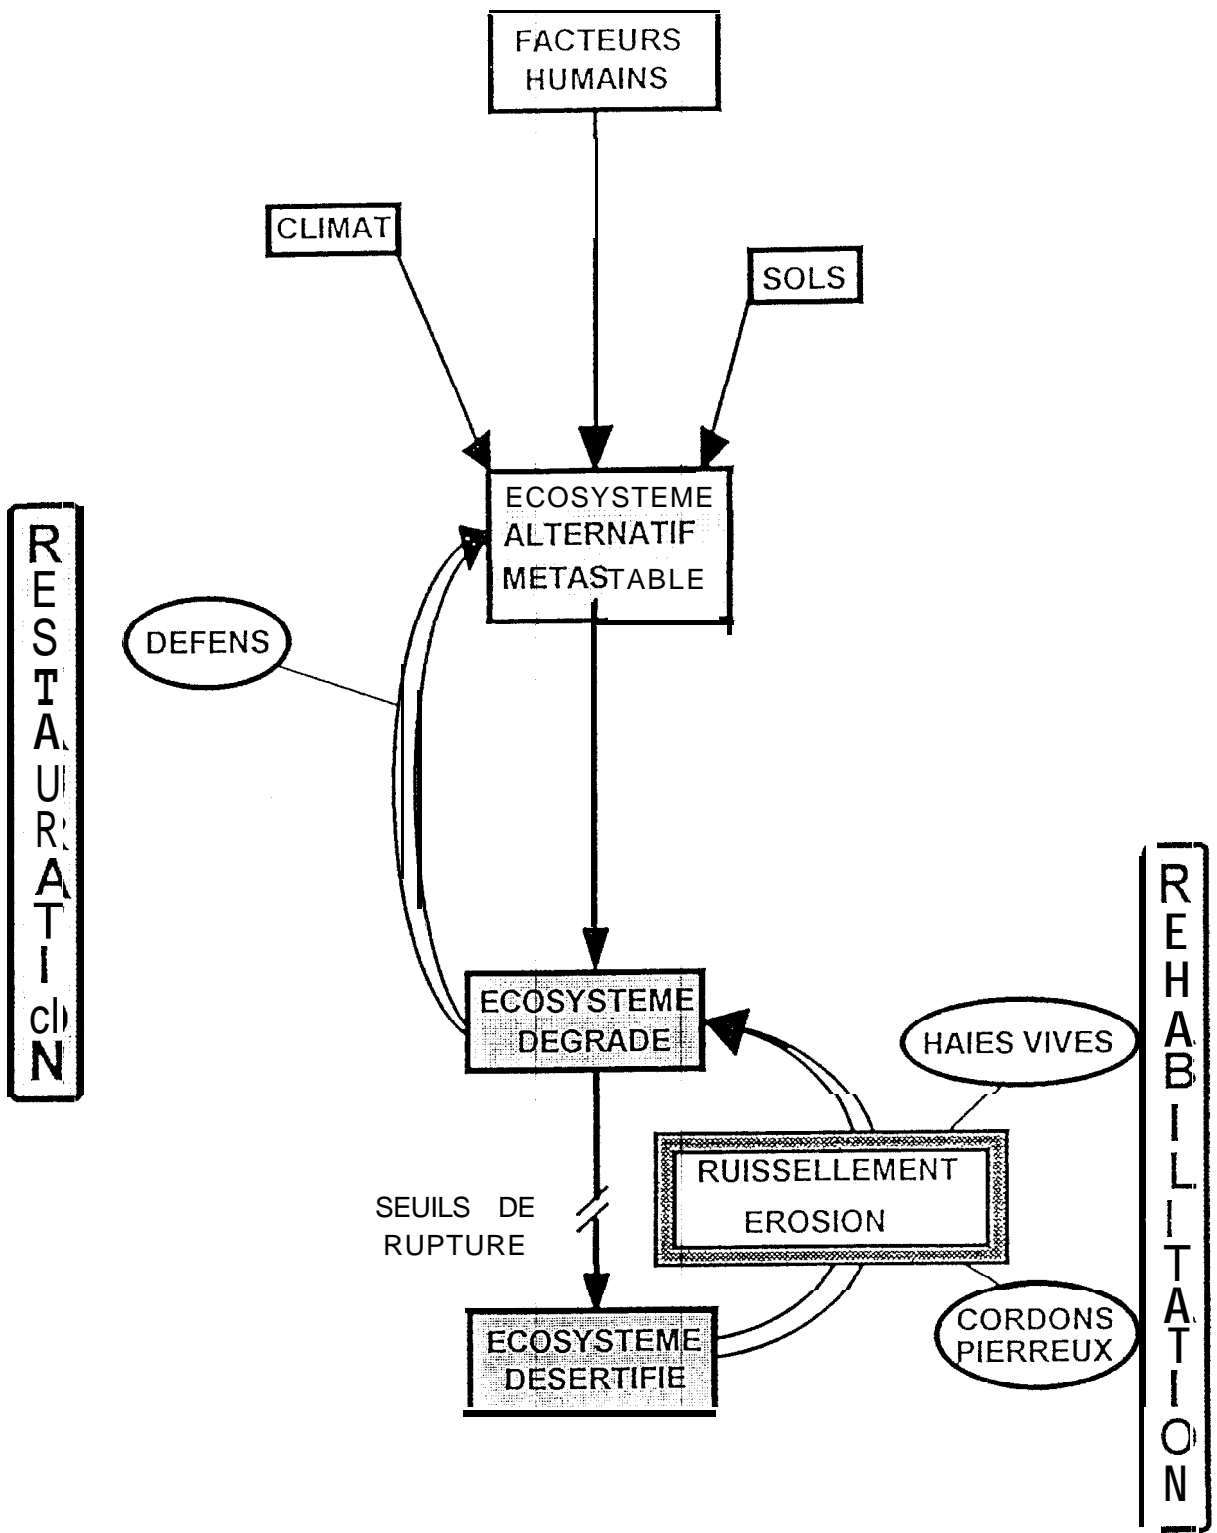 FACTEURS
HUMAINS
CLIMAT
SOLS
ECOSYSTEME
ALTERNATIF
METASTABLE
RESTAURATION
DEFENS
ECOSYSTEME
DEGRADE
HAIES VIVES
REHABILITATION
RUISSELLEMENT
EROSION
SEUILS DE
RUPTURE
ECOSYSTEME
DESERTIFIE
CORDONS
PIERREUX